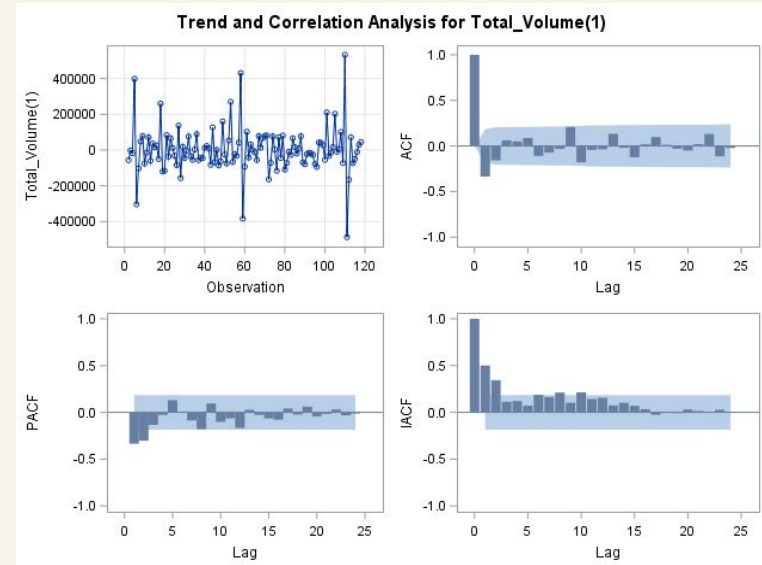 Trend and Correlation Analysis for Total_Volume(1)
Total_Volume(1)
400000
200000
0
-200000
-400000
0 20 40 60 80 100 120
Observation
ACF
1.0
0.5
0.0
-0.5
-1.0
0 5 10 15 20 25
Lag
PACF
1.0
0.5
0.0
-0.5
-1.0
0 5 10 15 20 25
Lag
IACF
1.0
0.5
0.0
-0.5
-1.0
0 5 10 15 20 25
Lag